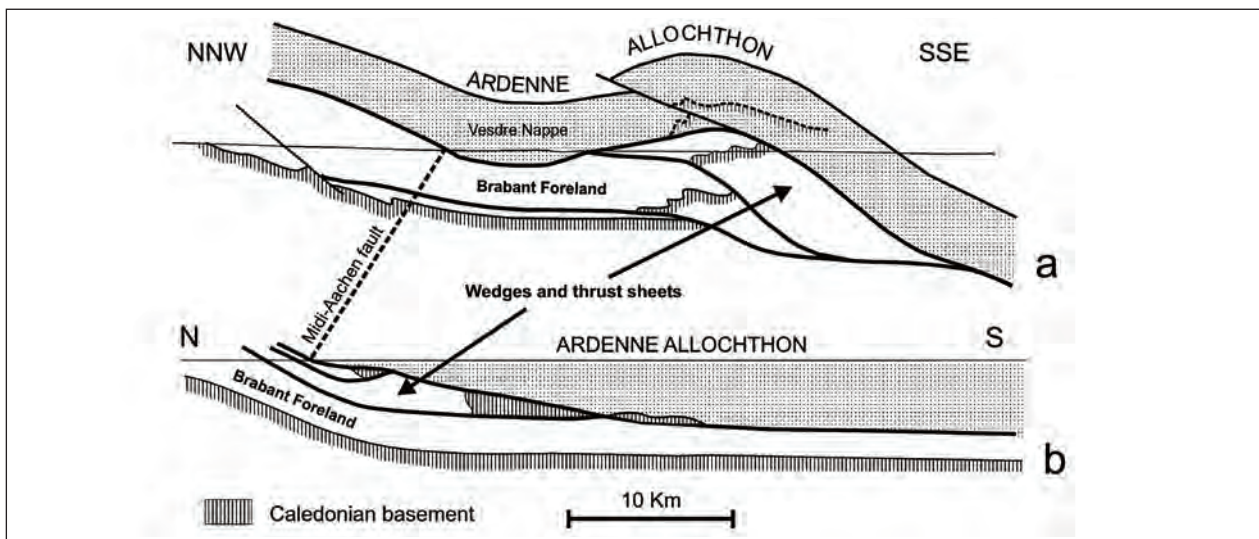 NNW
ARDENNE
ALLOCHTHON
SSE
Vesdre Nappe
Brabant Foreland
a
Midi-Aachen fault
Wedges and thrust sheets
N
ARDENNE ALLOCHTHON
S
Brabant Foreland
b
Caledonian basement
10 Km